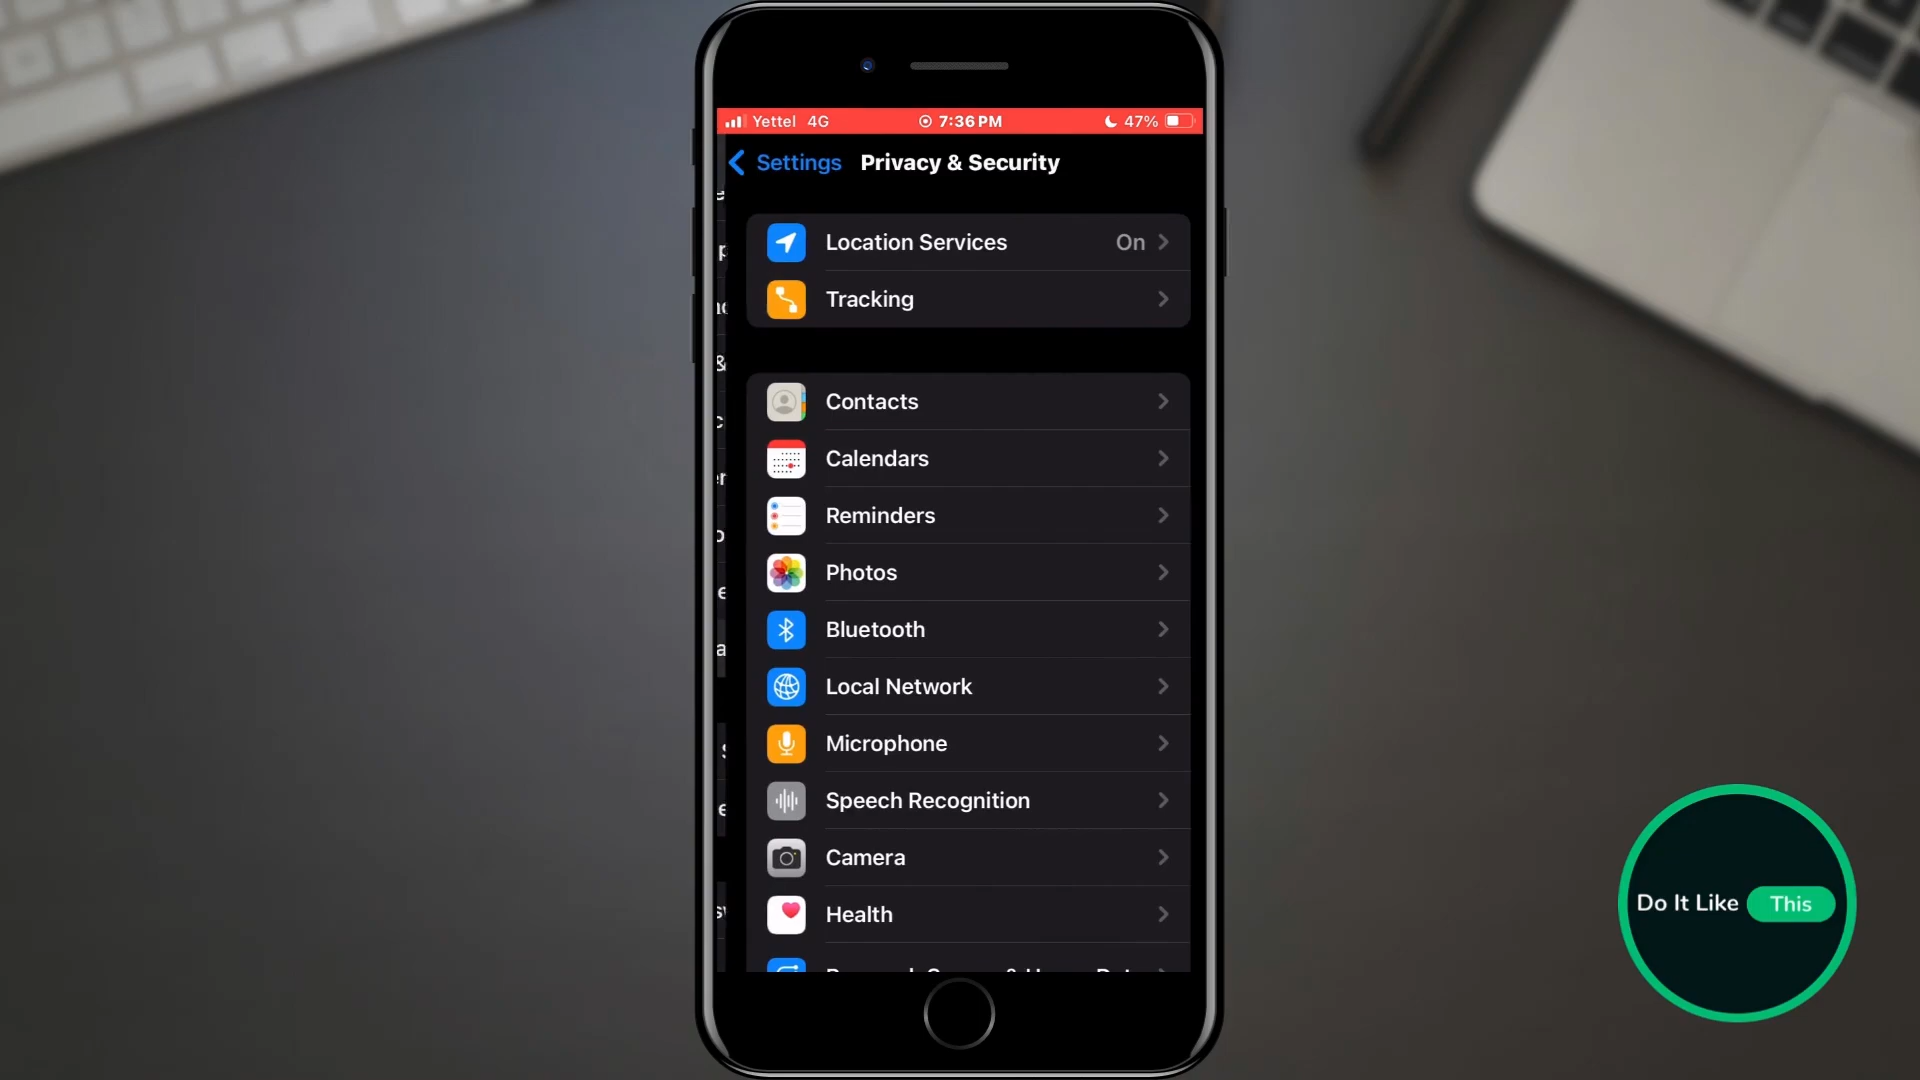 Yettel 4G 7:36 PM 47%
Settings Privacy & Security
Location Services On
Tracking
Contacts
Calendars
Reminders
Photos
Bluetooth
Local Network
Microphone
Speech Recognition
Camera
Health
Do It Like This